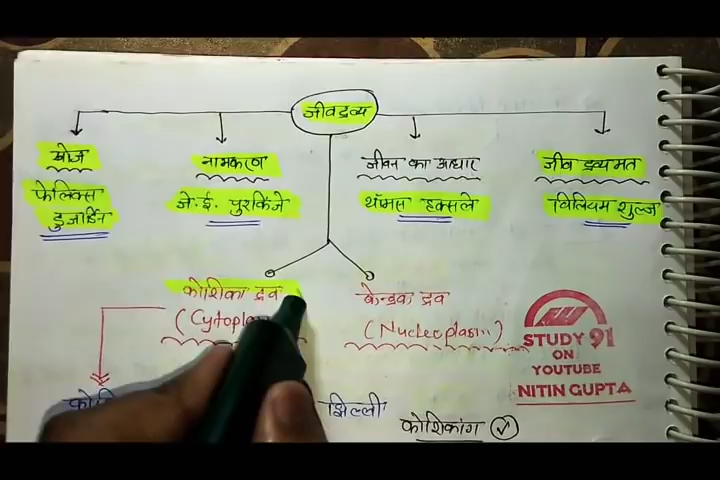 जीवद्रव्य
खोज
नामकरण
जीवन का आधार
जीव द्रव्यमत
फेलिक्स
डुजार्डिन
जे.ई. पुरकिंजे
थॉमस हक्सले
विलियम शुल्ज
कोशिका द्रव
केन्द्रक द्रव
(Nucleoplasm)
STUDY 91
ON
YOUTUBE
NITIN GUPTA
झिल्ली
कोशिकांग